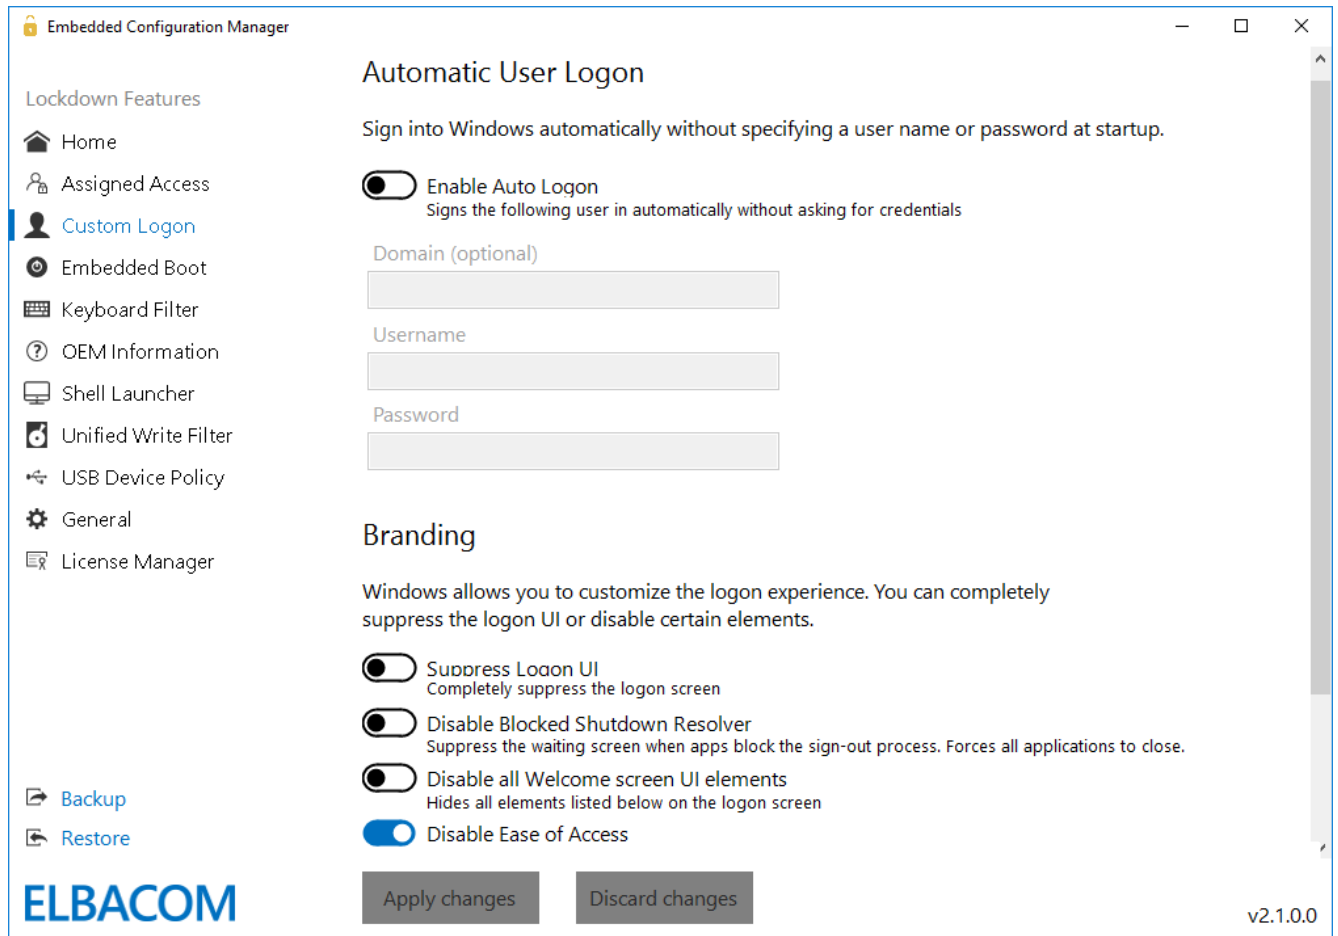 Embedded Configuration Manager
Lockdown Features
Home
Assigned Access
Custom Logon
Embedded Boot
Keyboard Filter
OEM Information
Shell Launcher
Unified Write Filter
USB Device Policy
General
License Manager
Backup
Restore
ELBACOM
Automatic User Logon
Sign into Windows automatically without specifying a user name or password at startup.
Enable Auto Logon
Signs the following user in automatically without asking for credentials
Domain (optional)
Username
Password
Branding
Windows allows you to customize the logon experience. You can completely
suppress the logon UI or disable certain elements.
Suppress Logon UI
Completely suppress the logon screen
Disable Blocked Shutdown Resolver
Suppress the waiting screen when apps block the sign-out process. Forces all applications to close.
Disable all Welcome screen UI elements
Hides all elements listed below on the logon screen
Disable Ease of Access
Apply changes
Discard changes
v2.1.0.0